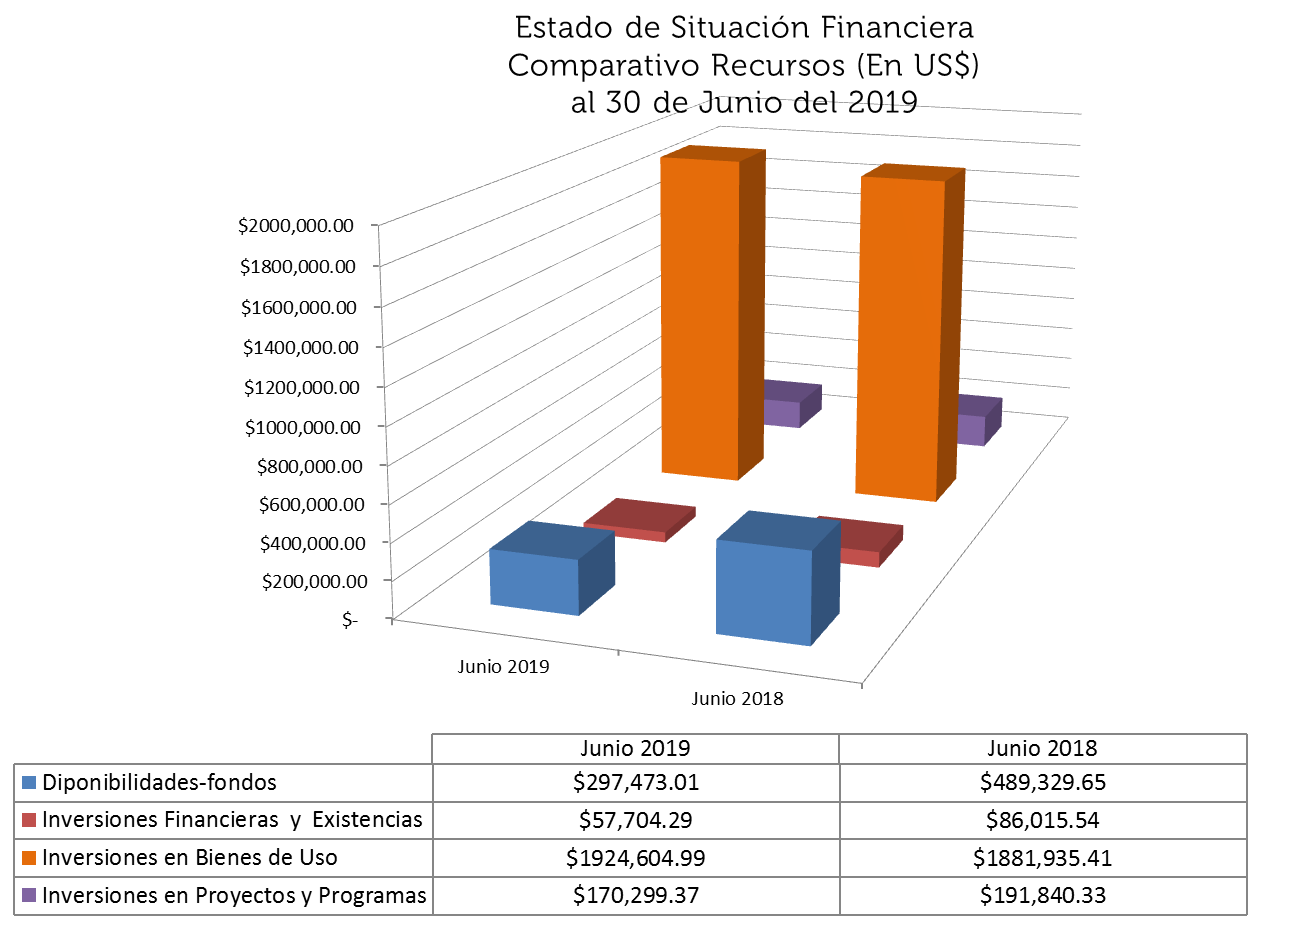 Estado de Situación Financiera
Comparativo Recursos (En US$)
al 30 de Junio del 2019
$2000,000.00
$1800,000.00
$1600,000.00
$1400,000.00
$1200,000.00
$1000,000.00
$800,000.00
$600,000.00
$400,000.00
$200,000.00
$-
Junio 2019
Junio 2018
Junio 2019 Junio 2018
Diponibilidades-fondos $297,473.01 $489,329.65
Inversiones Financieras y Existencias $57,704.29 $86,015.54
Inversiones en Bienes de Uso $1924,604.99 $1881,935.41
Inversiones en Proyectos y Programas $170,299.37 $191,840.33